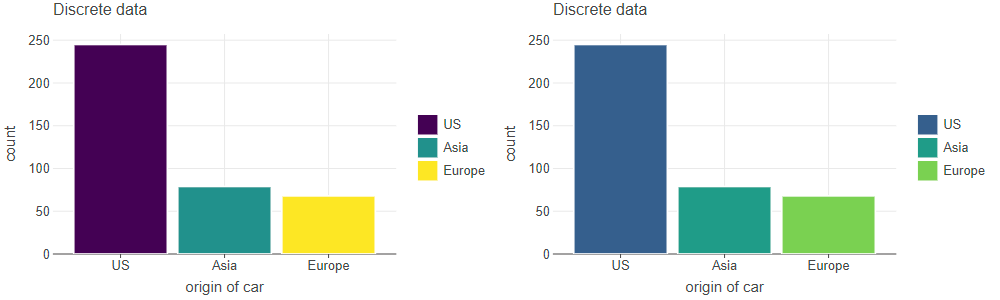 Discrete data
250
200
150
100
50
0
count
US
Asia
Europe
origin of car
US
Asia
Europe
Discrete data
250
200
150
100
50
0
count
US
Asia
Europe
origin of car
US
Asia
Europe